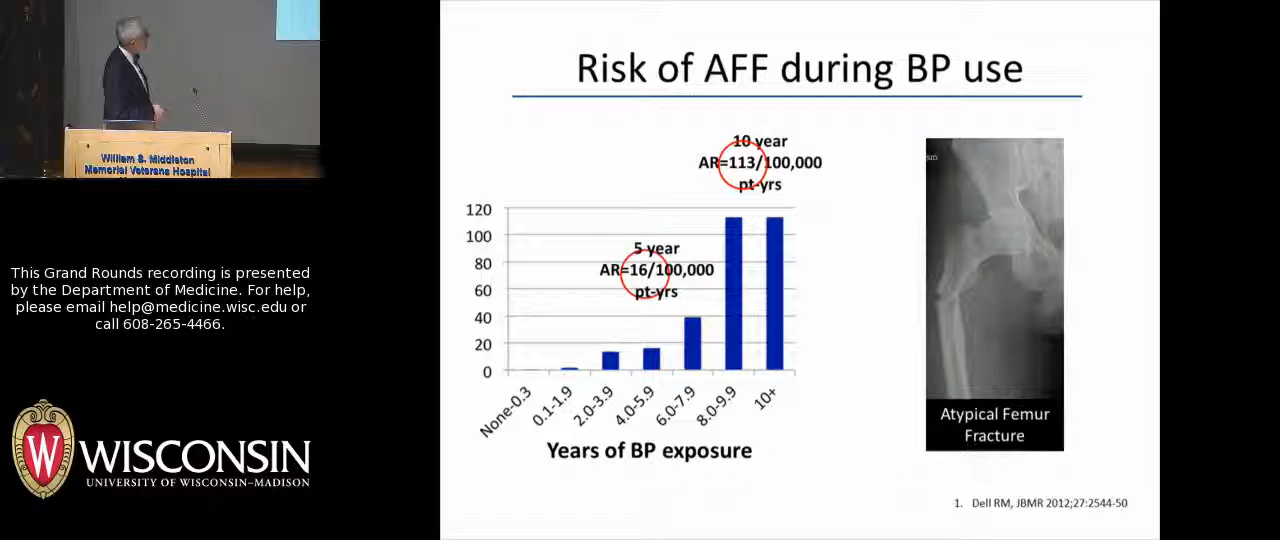 William S. Middleton
Memorial Veterans Hospital
This Grand Rounds recording is presented
by the Department of Medicine. For help,
please email help@medicine.wisc.edu or
call 608-265-4466.
WISCONSIN
UNIVERSITY OF WISCONSIN–MADISON
Risk of AFF during BP use
10 year
AR=113/100,000
pt-yrs
5 year
AR=16/100,000
pt-yrs
120
100
80
60
40
20
0
None-0.3
0.1-1.9
2.0-3.9
4.0-5.9
6.0-7.9
8.0-9.9
10+
Years of BP exposure
Atypical Femur
Fracture
1. Dell RM, JBMR 2012;27:2544-50